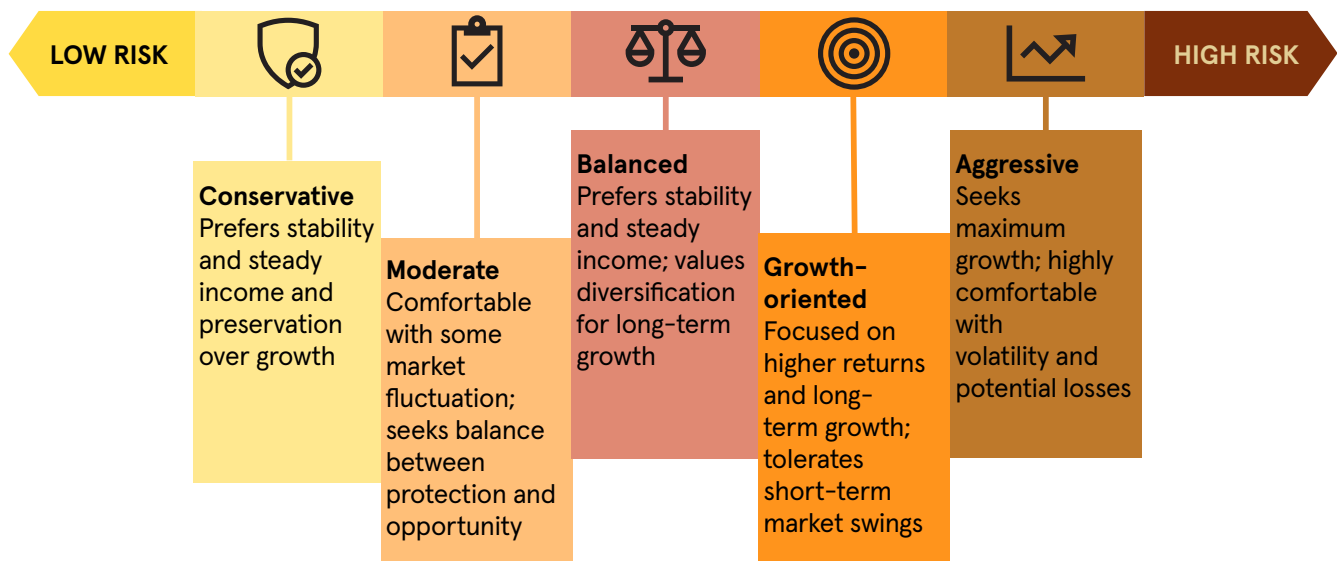 LOW RISK
HIGH RISK
Conservative
Prefers stability
and steady
income and
preservation
over growth
Moderate
Comfortable
with some
market
fluctuation;
seeks balance
between
protection and
opportunity
Balanced
Prefers stability
and steady
income; values
diversification
for long-term
growth
Growth-
oriented
Focused on
higher returns
and long-
term growth;
tolerates
short-term
market swings
Aggressive
Seeks
maximum
growth; highly
comfortable
with
volatility and
potential losses